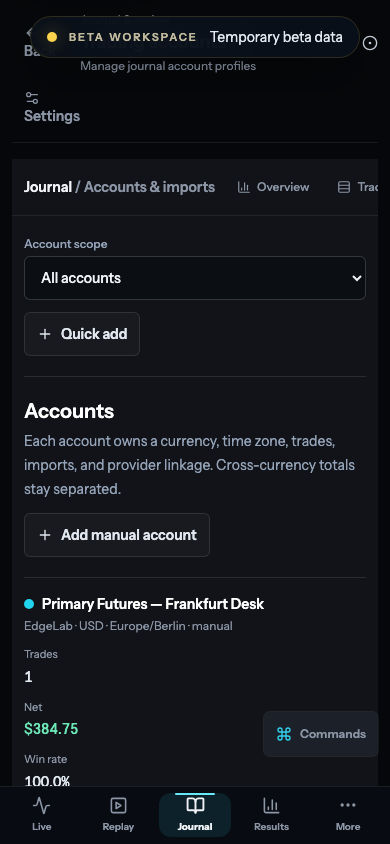 BETA WORKSPACE Temporary beta data
Manage journal account profiles
Settings
Journal / Accounts & imports Overview
Account scope
All accounts
Quick add
Accounts
Each account owns a currency, time zone, trades,
imports, and provider linkage. Cross-currency totals
stay separated.
Add manual account
Primary Futures — Frankfurt Desk
EdgeLab · USD · Europe/Berlin · manual
Trades
1
Net
$384.75
Commands
Win rate
100.0%
Live Replay Journal Results More